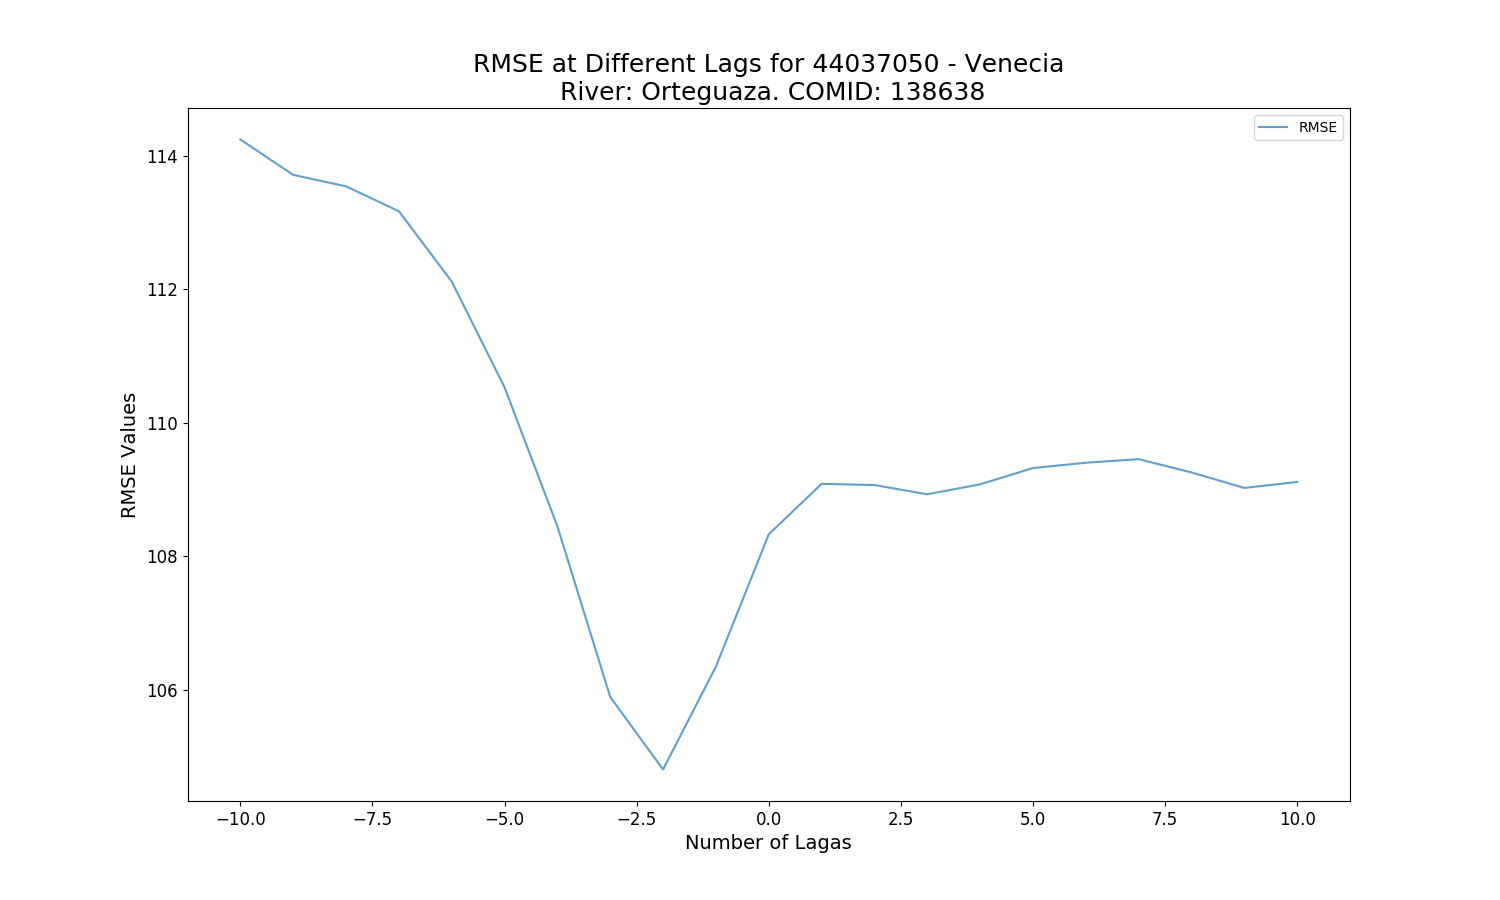 RMSE at Different Lags for 44037050 - Venecia
River: Orteguaza. COMID: 138638
RMSE
114
112
110
108
106
RMSE Values
−10.0 −7.5 −5.0 −2.5 0.0 2.5 5.0 7.5 10.0
Number of Lagas